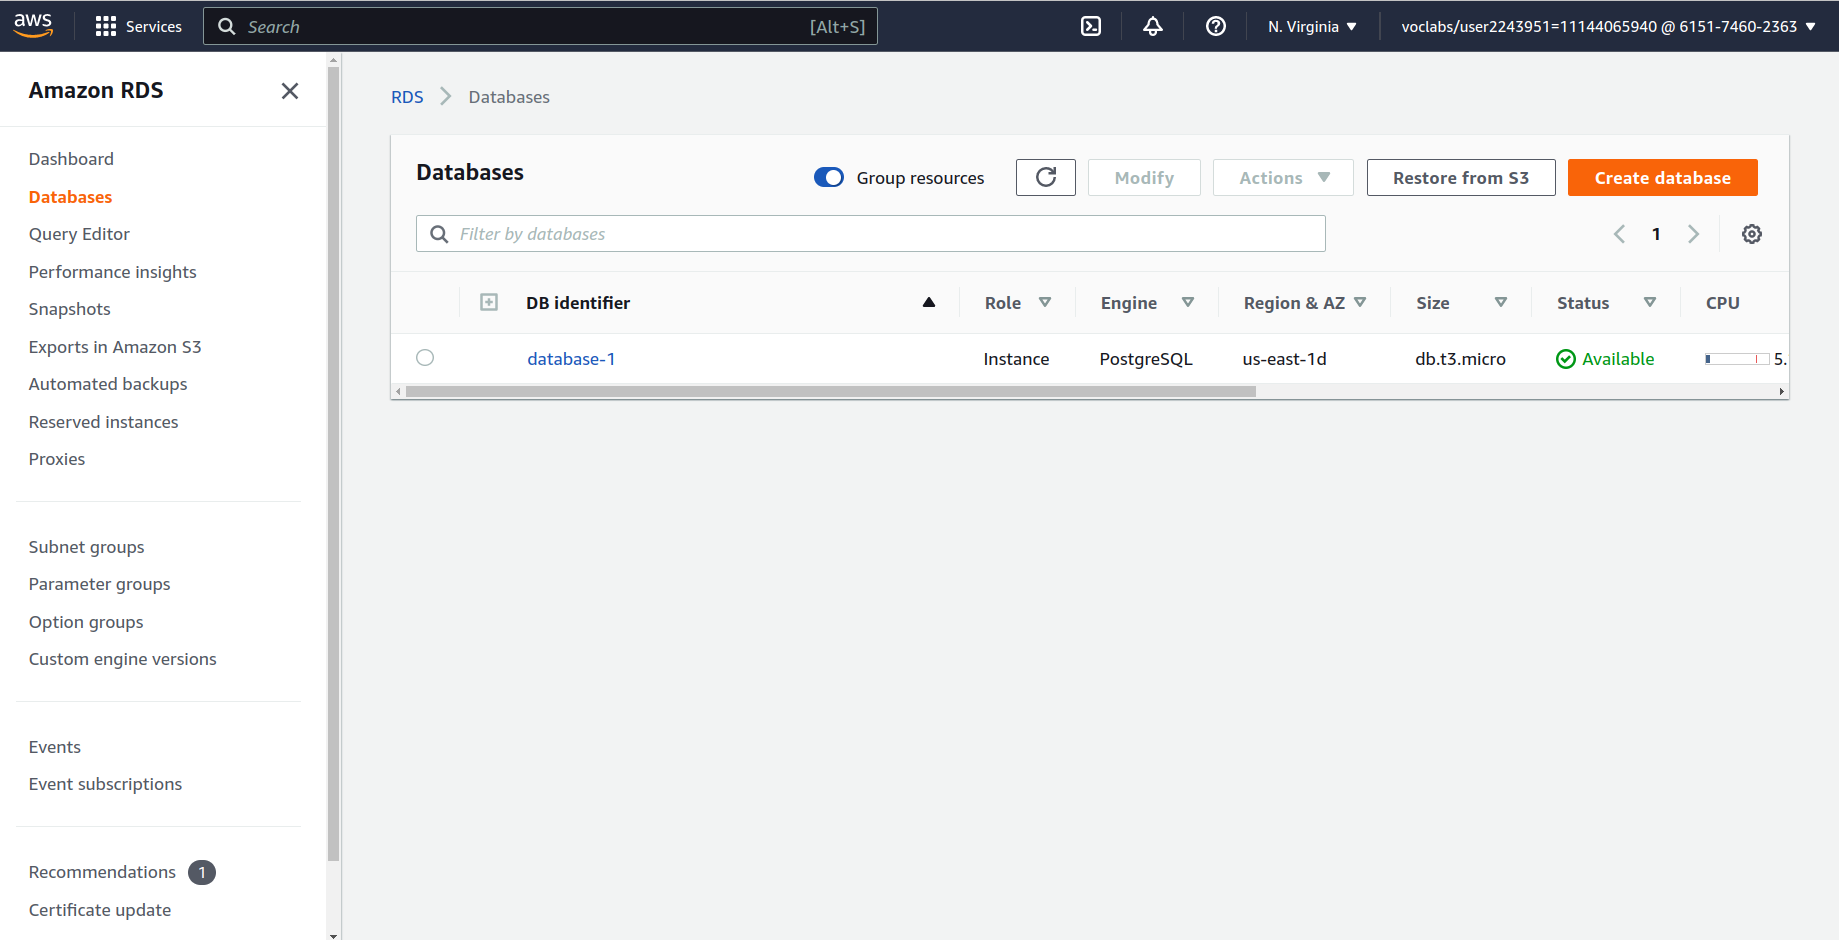 aws
Services
Search [Alt+S]
N. Virginia
voclabs/user2243951=11144065940 @ 6151-7460-2363
Amazon RDS
Dashboard
Databases
Query Editor
Performance insights
Snapshots
Exports in Amazon S3
Automated backups
Reserved instances
Proxies
Subnet groups
Parameter groups
Option groups
Custom engine versions
Events
Event subscriptions
Recommendations 1
Certificate update
RDS Databases
Databases
Group resources
Modify
Actions
Restore from S3
Create database
Filter by databases
1
DB identifier Role Engine Region & AZ Size Status CPU
database-1 Instance PostgreSQL us-east-1d db.t3.micro Available 5.